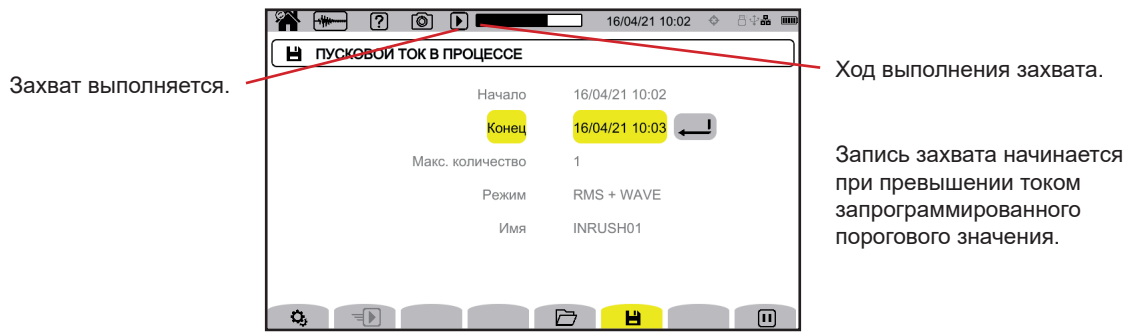 16/04/21 10:02
ПУСКОВОЙ ТОК В ПРОЦЕССЕ
Захват выполняется.
Ход выполнения захвата.
Начало 16/04/21 10:02
Конец 16/04/21 10:03
Макс. количество 1
Режим RMS + WAVE
Имя INRUSH01
Запись захвата начинается
при превышении током
запрограммированного
порогового значения.